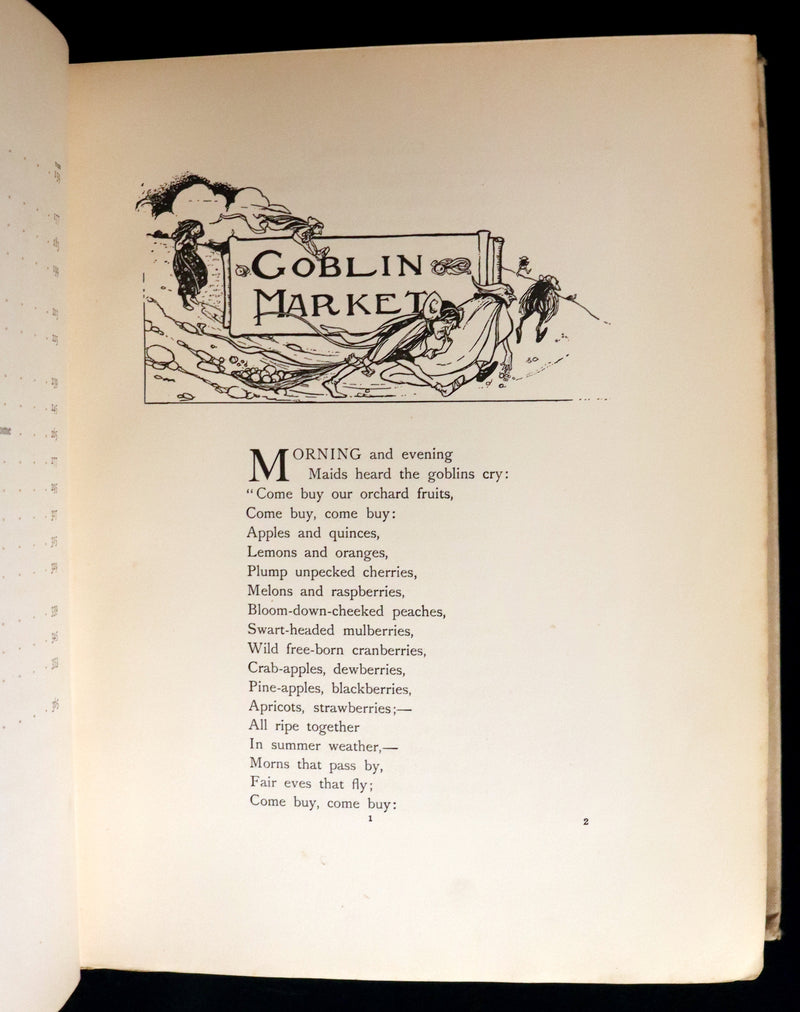 GOBLIN
MARKET
MORNING and evening
Maids heard the goblins cry:
"Come buy our orchard fruits,
Come buy, come buy:
Apples and quinces,
Lemons and oranges,
Plump unpecked cherries,
Melons and raspberries,
Bloom-down-cheeked peaches,
Swart-headed mulberries,
Wild free-born cranberries,
Crab-apples, dewberries,
Pine-apples, blackberries,
Apricots, strawberries;—
All ripe together
In summer weather,—
Morns that pass by,
Fair eves that fly;
Come buy, come buy:
1 2